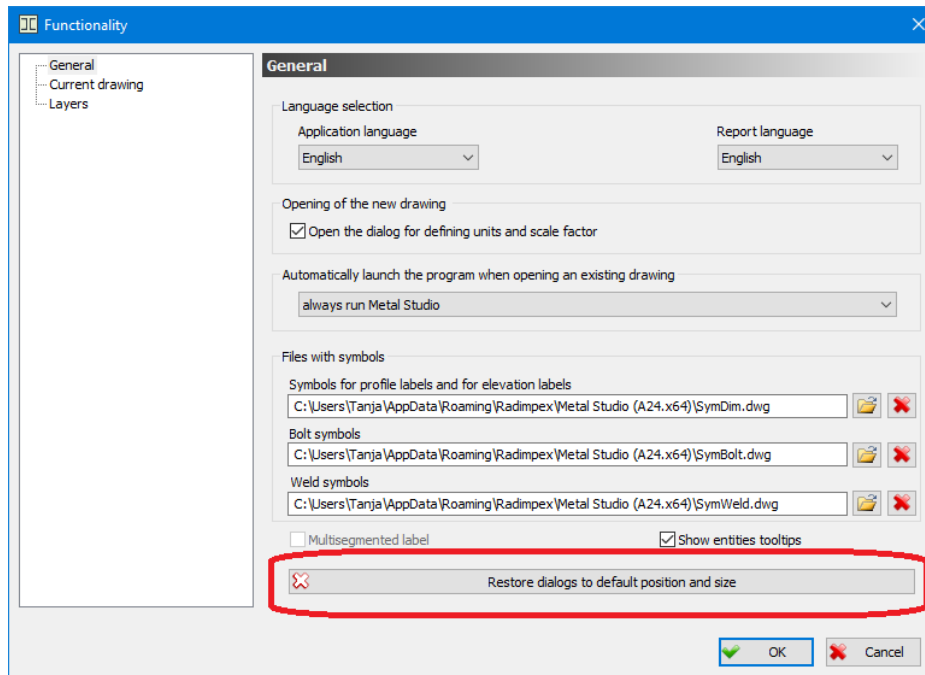 Functionality
General
Current drawing
Layers
General
Language selection
Application language
Report language
English
English
Opening of the new drawing
Open the dialog for defining units and scale factor
Automatically launch the program when opening an existing drawing
always run Metal Studio
Files with symbols
Symbols for profile labels and for elevation labels
C:\Users\Tanja\AppData\Roaming\Radimpex\Metal Studio (A24.x64)\SymDim.dwg
Bolt symbols
C:\Users\Tanja\AppData\Roaming\Radimpex\Metal Studio (A24.x64)\SymBolt.dwg
Weld symbols
C:\Users\Tanja\AppData\Roaming\Radimpex\Metal Studio (A24.x64)\SymWeld.dwg
Multisegmented label
Show entities tooltips
Restore dialogs to default position and size
OK
Cancel